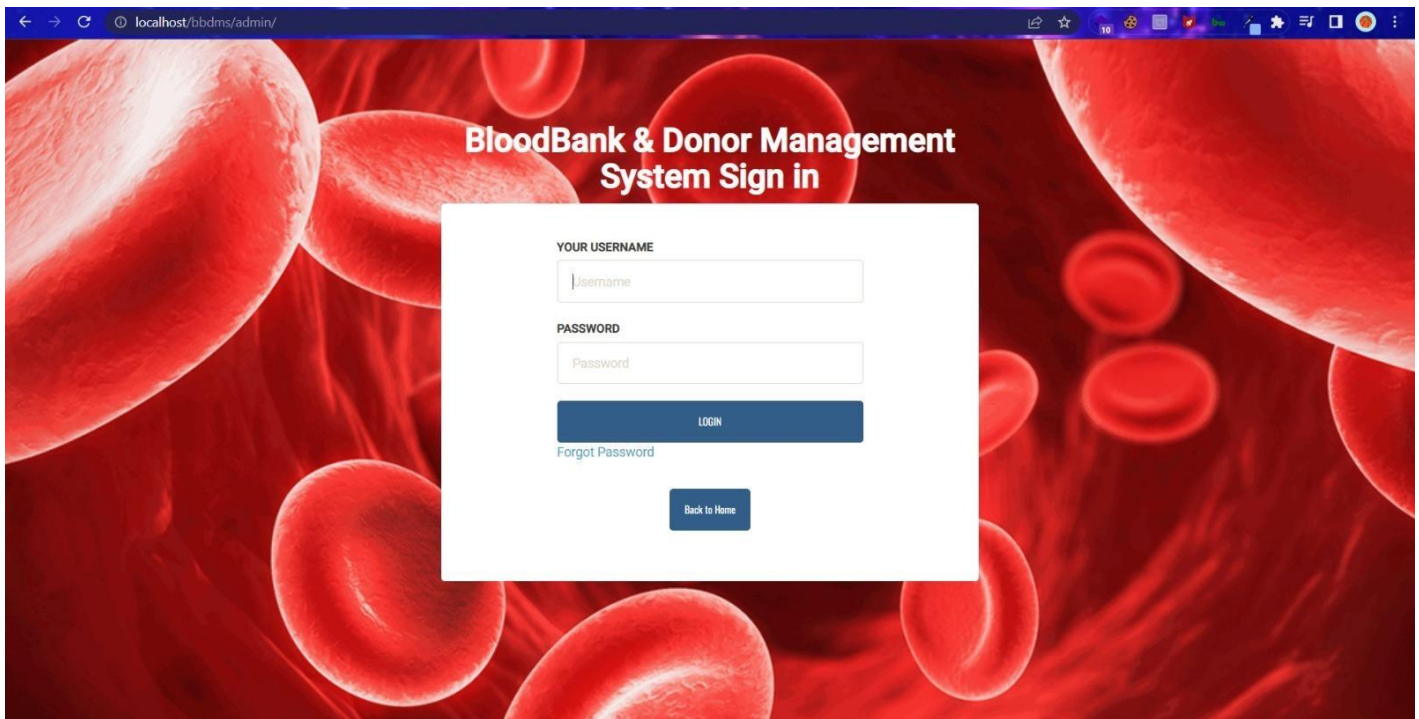 localhost/bbdms/admin/
10
BloodBank & Donor Management
System Sign in
YOUR USERNAME
Username
PASSWORD
Password
LOGIN
Forgot Password
Back to Home